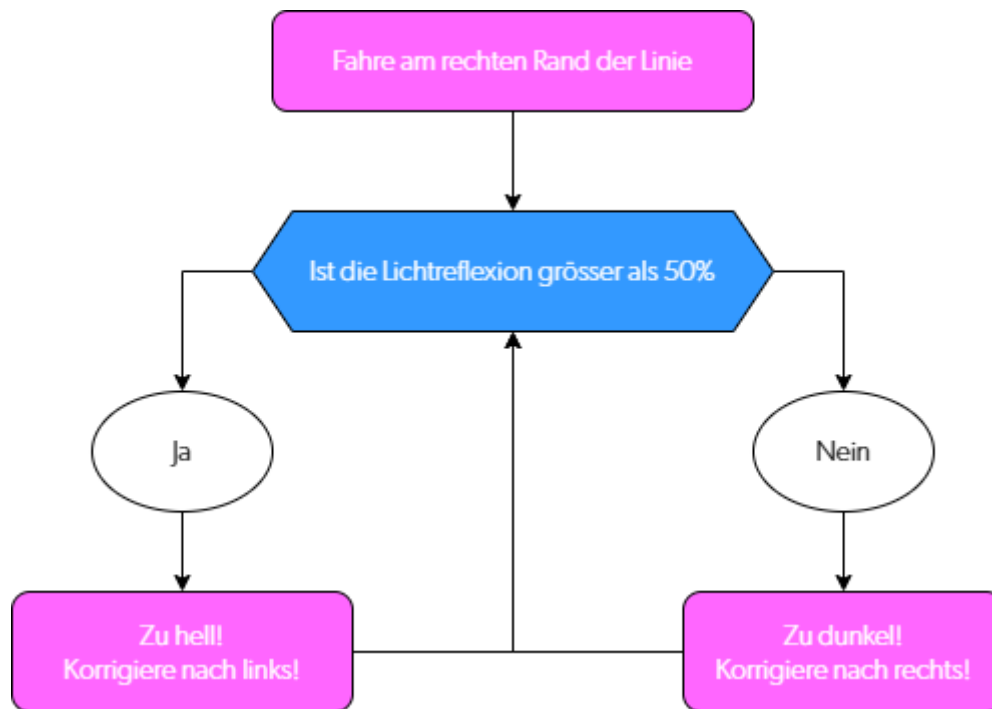 Fahre am rechten Rand der Linie
Ist die Lichtreflexion grösser als 50%
Ja
Nein
Zu hell!
Korrigiere nach links!
Zu dunkel!
Korrigiere nach rechts!